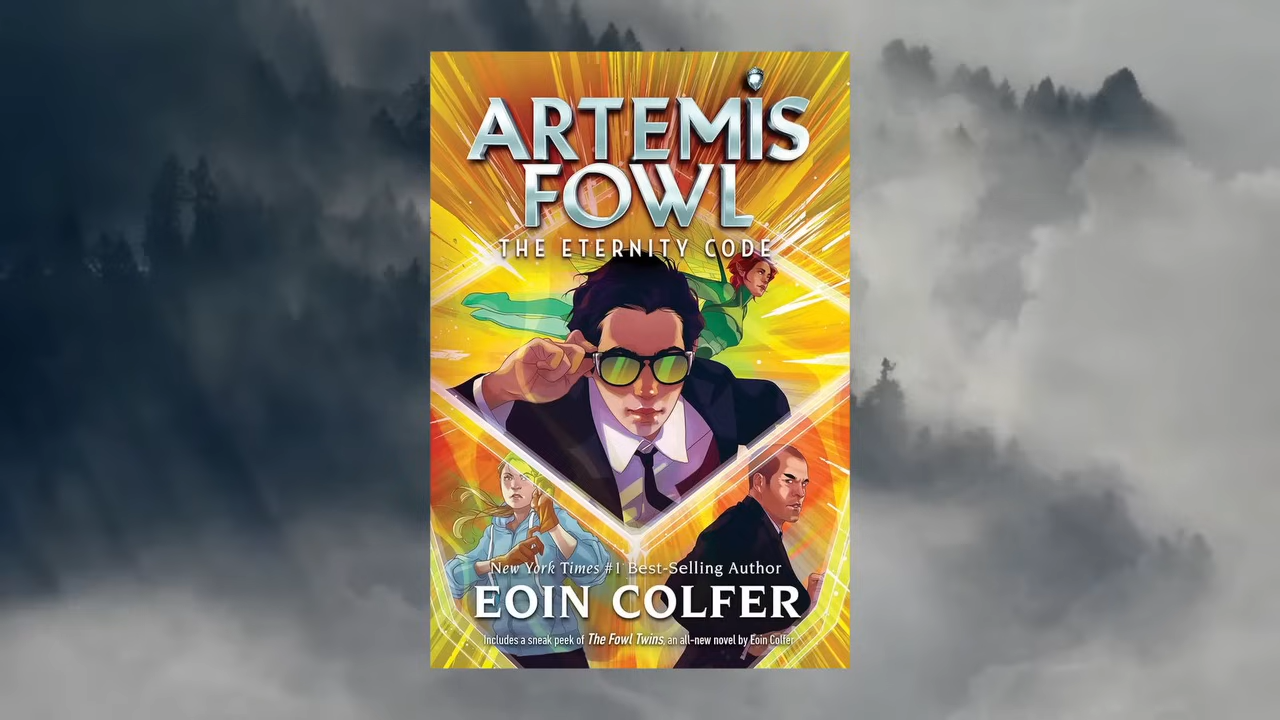 ARTEMIS
FOWL
THE ETERNITY CODE
New York Times #1 Best-Selling Author
EOIN COLFER
Includes a sneak peek of The Fowl Twins, an all-new novel by Eoin Colfer